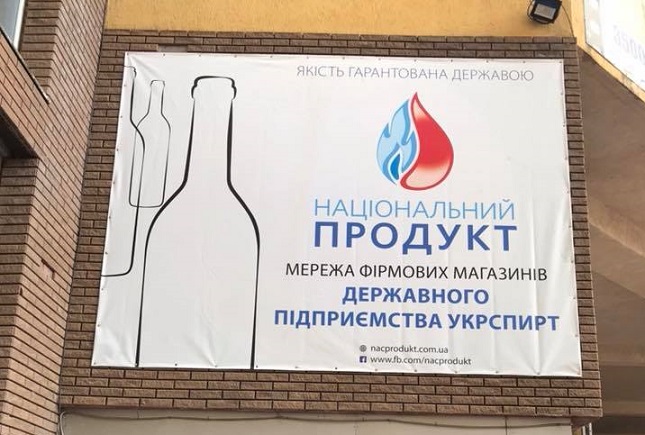 ЯКІСТЬ ГАРАНТОВАНА ДЕРЖАВОЮ
НАЦІОНАЛЬНИЙ
ПРОДУКТ
МЕРЕЖА ФІРМОВИХ МАГАЗИНІВ
ДЕРЖАВНОГО
ПІДПРИЄМСТВА УКРСПИРТ
nacprodukt.com.ua
www.fb.com/nacprodukt